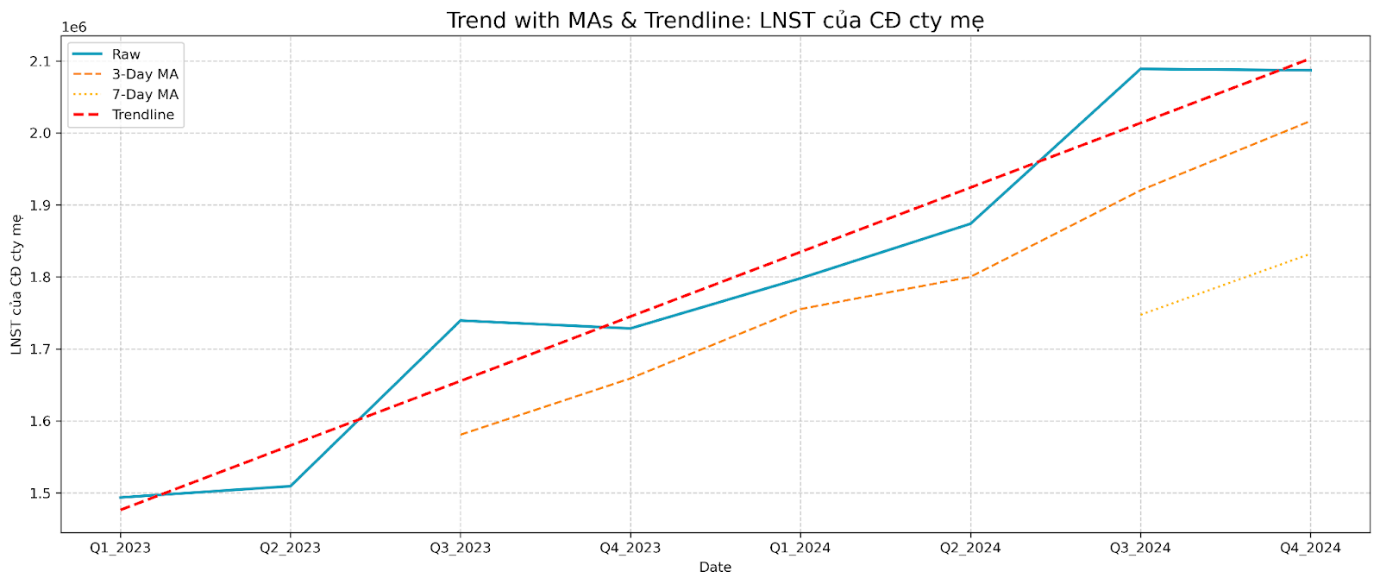 Trend with MAs & Trendline: LNST của CĐ cty mẹ
1e6
Raw
3-Day MA
7-Day MA
Trendline
2.1
2.0
1.9
1.8
1.7
1.6
1.5
LNST của CĐ cty mẹ
Q1_2023 Q2_2023 Q3_2023 Q4_2023 Q1_2024 Q2_2024 Q3_2024 Q4_2024
Date